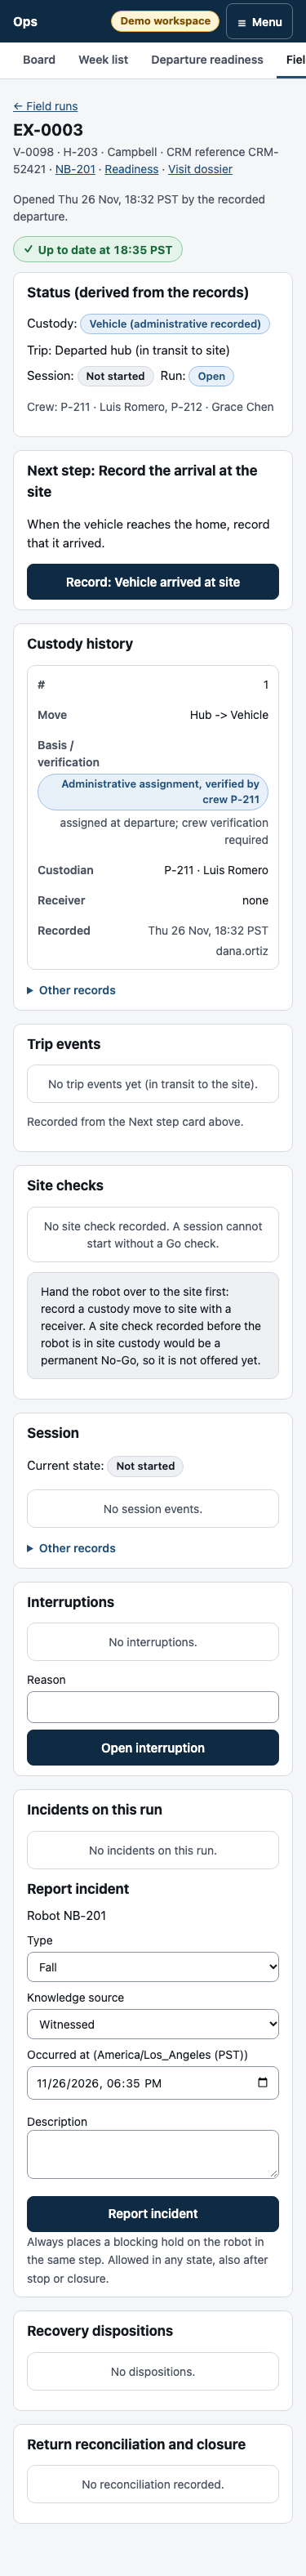 Ops
Demo workspace
≡ Menu
Board
Week list
Departure readiness
Fiel
← Field runs
EX-0003
V-0098 · H-203 · Campbell · CRM reference CRM-
52421 · NB-201 · Readiness · Visit dossier
Opened Thu 26 Nov, 18:32 PST by the recorded
departure.
✓ Up to date at 18:35 PST
Status (derived from the records)
Custody: Vehicle (administrative recorded)
Trip: Departed hub (in transit to site)
Session: Not started Run: Open
Crew: P-211 · Luis Romero, P-212 · Grace Chen
Next step: Record the arrival at the
site
When the vehicle reaches the home, record
that it arrived.
Record: Vehicle arrived at site
Custody history
# 1
Move Hub -> Vehicle
Basis /
verification
Administrative assignment, verified by
crew P-211
assigned at departure; crew verification
required
Custodian P-211 · Luis Romero
Receiver none
Recorded Thu 26 Nov, 18:32 PST
dana.ortiz
▶ Other records
Trip events
No trip events yet (in transit to the site).
Recorded from the Next step card above.
Site checks
No site check recorded. A session cannot
start without a Go check.
Hand the robot over to the site first:
record a custody move to site with a
receiver. A site check recorded before the
robot is in site custody would be a
permanent No-Go, so it is not offered yet.
Session
Current state: Not started
No session events.
▶ Other records
Interruptions
No interruptions.
Reason
Open interruption
Incidents on this run
No incidents on this run.
Report incident
Robot NB-201
Type
Fall
Knowledge source
Witnessed
Occurred at (America/Los_Angeles (PST))
11/26/2026, 06:35 PM
Description
Report incident
Always places a blocking hold on the robot in
the same step. Allowed in any state, also after
stop or closure.
Recovery dispositions
No dispositions.
Return reconciliation and closure
No reconciliation recorded.